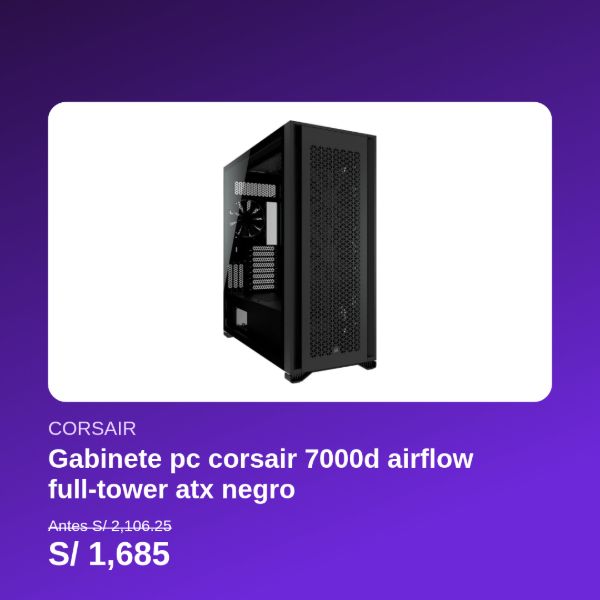 CORSAIR
Gabinete pc corsair 7000d airflow
full-tower atx negro
Antes S/ 2,106.25
S/ 1,685